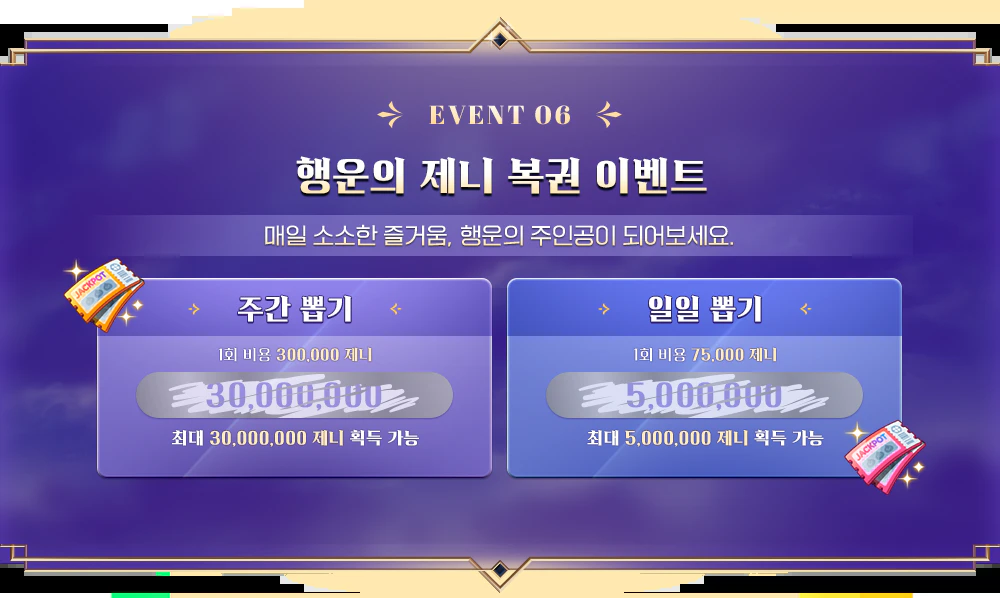 EVENT 06
행운의 제니 복권 이벤트
매일 소소한 즐거움, 행운의 주인공이 되어보세요.
JACKPOT
주간 뽑기
1회 비용 300,000 제니
30,000,000
최대 30,000,000 제니 획득 가능
일일 뽑기
1회 비용 75,000 제니
5,000,000
최대 5,000,000 제니 획득 가능
JACKPOT